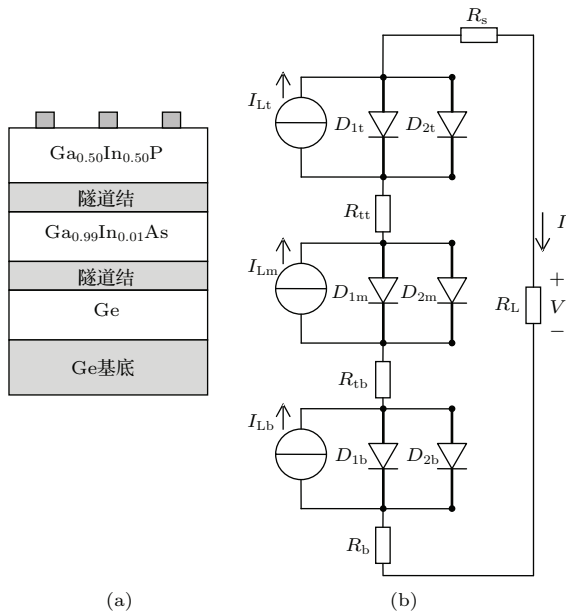 Ga0.50In0.50P
隧道结
Ga0.99In0.01As
隧道结
Ge
Ge基底
(a)
Rs
ILt
D1t
D2t
Rtt
I
ILm
D1m
D2m
RL
+
V
−
Rtb
ILb
D1b
D2b
Rb
(b)